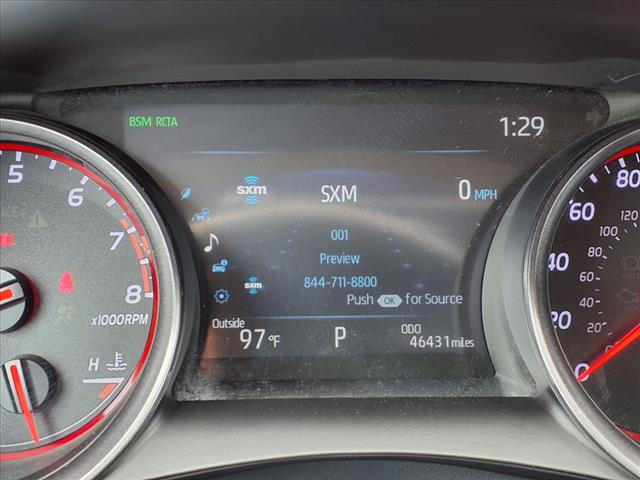 BSM RCTA
1:29
sxm
SXM
0 MPH
001
Preview
844-711-8800
sxm
Push OK for Source
Outside
97 °F
P
ODO
46431 miles
5
6
7
8
x1000RPM
H
80
60
40
20
0
120
100
80
60
40
20